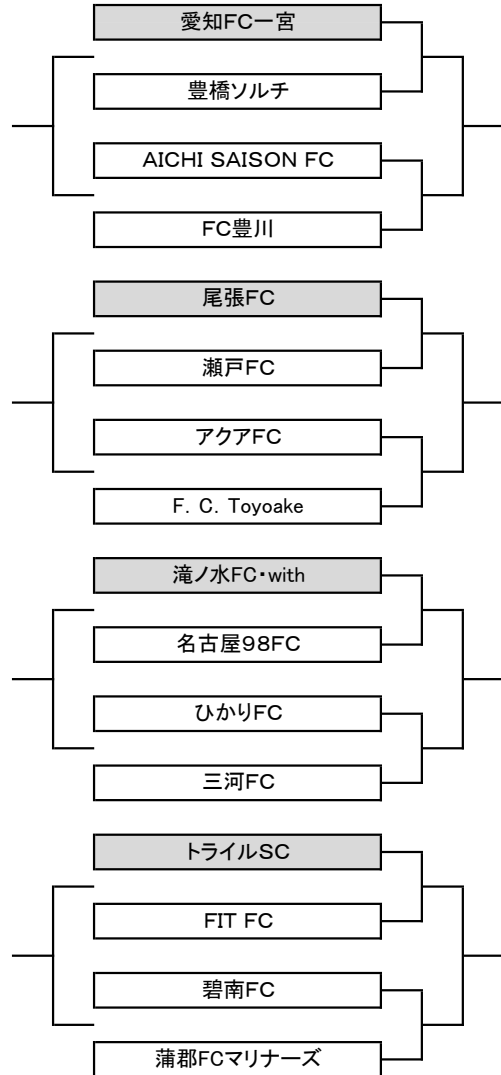 愛知FC一宮
豊橋ソルチ
AICHI SAISON FC
FC豊川
尾張FC
瀬戸FC
アクアFC
F. C. Toyoake
滝ノ水FC・with
名古屋98FC
ひかりFC
三河FC
トライルSC
FIT FC
碧南FC
蒲郡FCマリナーズ